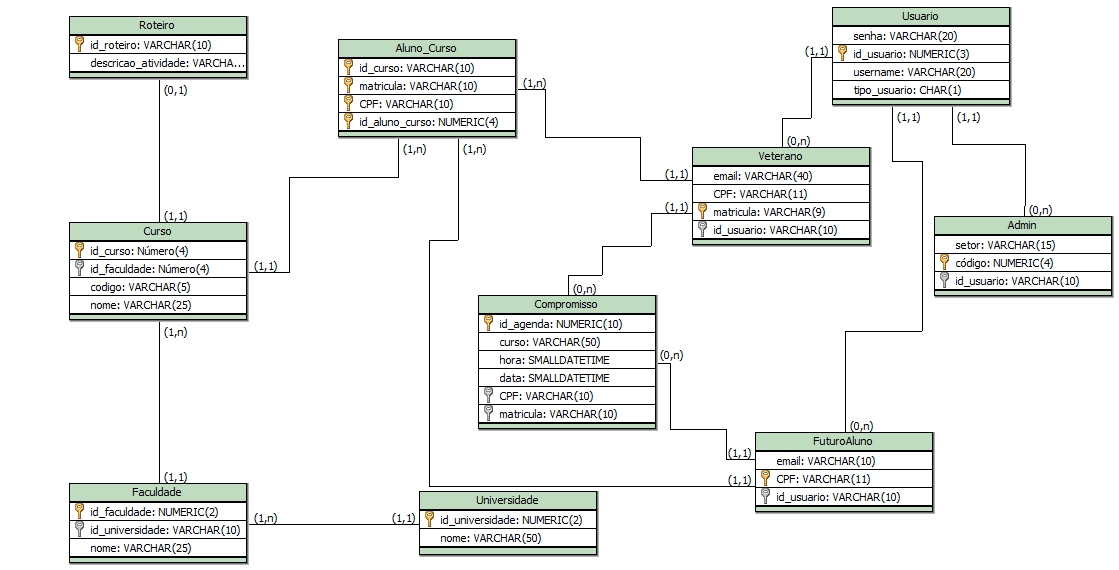 Roteiro
id_roteiro: VARCHAR(10)
descricao_atividade: VARCHA...
(0,1)
(1,1)
Curso
id_curso: Número(4)
id_faculdade: Número(4)
codigo: VARCHAR(5)
nome: VARCHAR(25)
(1,1)
(1,n)
(1,1)
Faculdade
id_faculdade: NUMERIC(2)
id_universidade: VARCHAR(10)
nome: VARCHAR(25)
(1,n)
(1,1)
Universidade
id_universidade: NUMERIC(2)
nome: VARCHAR(50)
Aluno_Curso
id_curso: VARCHAR(10)
matricula: VARCHAR(10)
CPF: VARCHAR(10)
id_aluno_curso: NUMERIC(4)
(1,n)
(1,n)
(1,n)
Usuario
senha: VARCHAR(20)
id_usuario: NUMERIC(3)
username: VARCHAR(20)
tipo_usuario: CHAR(1)
(1,1)
(1,1)
(1,1)
(0,n)
Veterano
email: VARCHAR(40)
CPF: VARCHAR(11)
matricula: VARCHAR(9)
id_usuario: VARCHAR(10)
(1,1)
(1,1)
(0,n)
Admin
setor: VARCHAR(15)
código: NUMERIC(4)
id_usuario: VARCHAR(10)
(0,n)
Compromisso
id_agenda: NUMERIC(10)
curso: VARCHAR(50)
hora: SMALLDATETIME
data: SMALLDATETIME
CPF: VARCHAR(10)
matricula: VARCHAR(10)
(0,n)
(0,n)
FuturoAluno
email: VARCHAR(10)
CPF: VARCHAR(11)
id_usuario: VARCHAR(10)
(1,1)
(1,1)